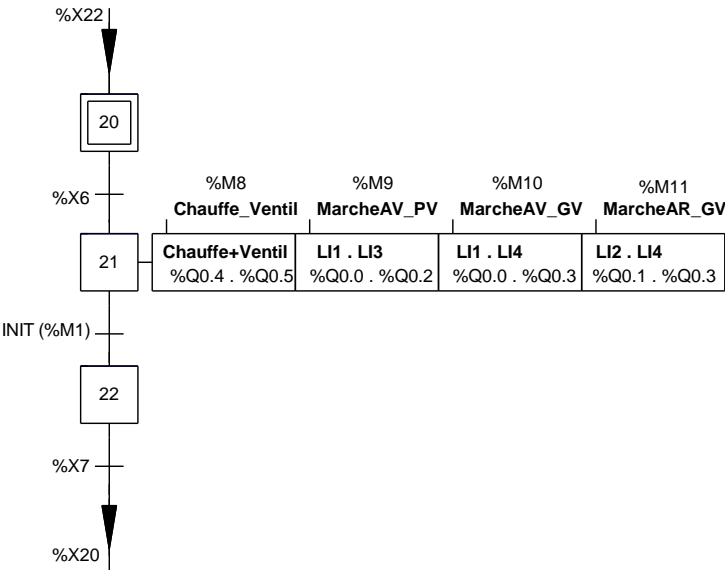 %X22
20
%X6
%M8 %M9 %M10 %M11
Chauffe_Ventil MarcheAV_PV MarcheAV_GV MarcheAR_GV
21
Chauffe+Ventil LI1 . LI3 LI1 . LI4 LI2 . LI4
%Q0.4 . %Q0.5 %Q0.0 . %Q0.2 %Q0.0 . %Q0.3 %Q0.1 . %Q0.3
INIT (%M1)
22
%X7
%X20